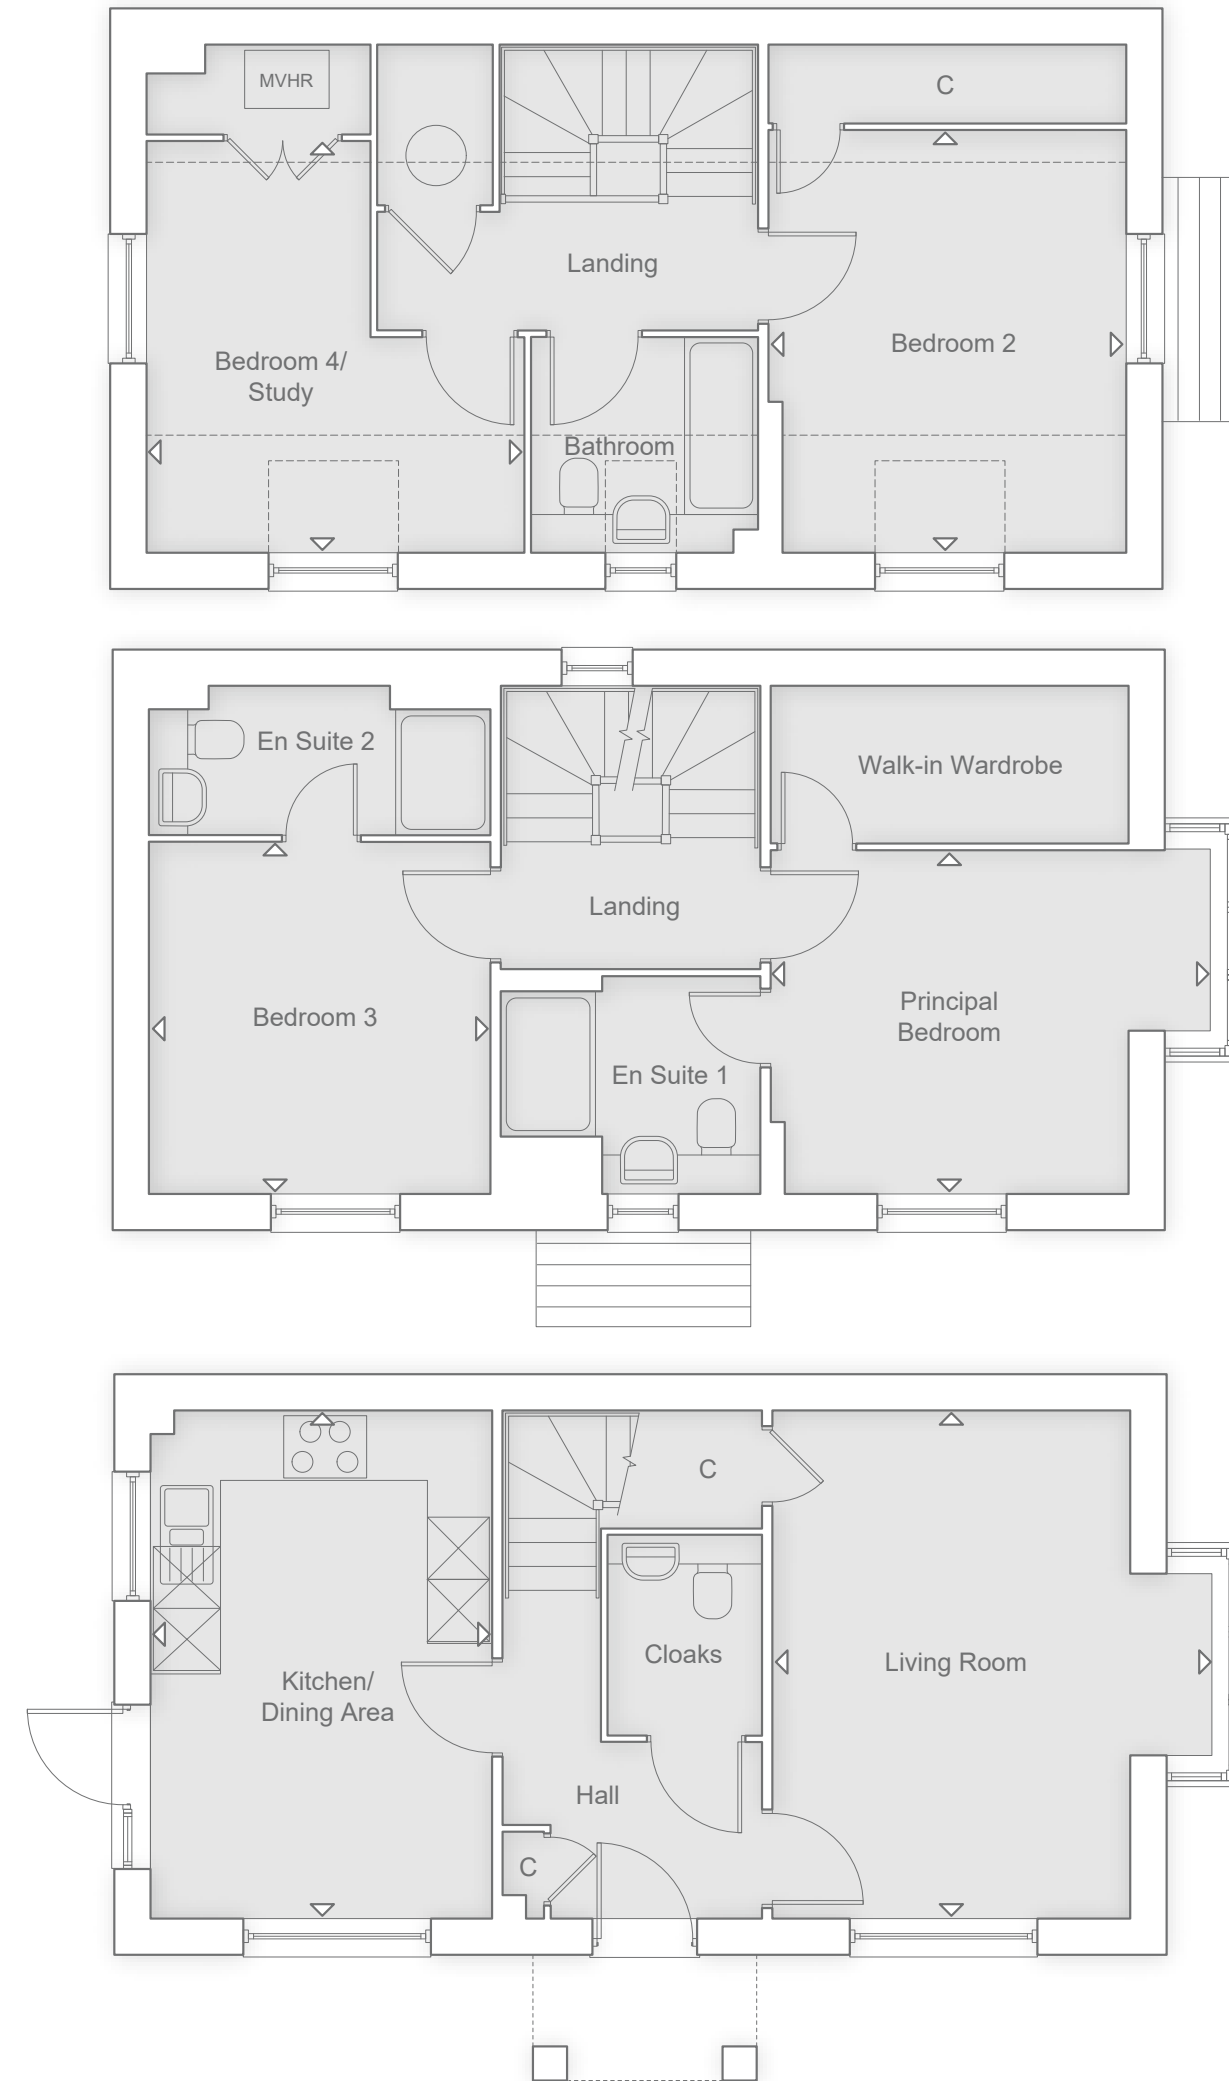 MVHR
C
Landing
Bedroom 4/
Study
Bedroom 2
Bathroom
En Suite 2
Walk-in Wardrobe
Landing
Bedroom 3
Principal
Bedroom
En Suite 1
C
Cloaks
Living Room
Kitchen/
Dining Area
Hall
C